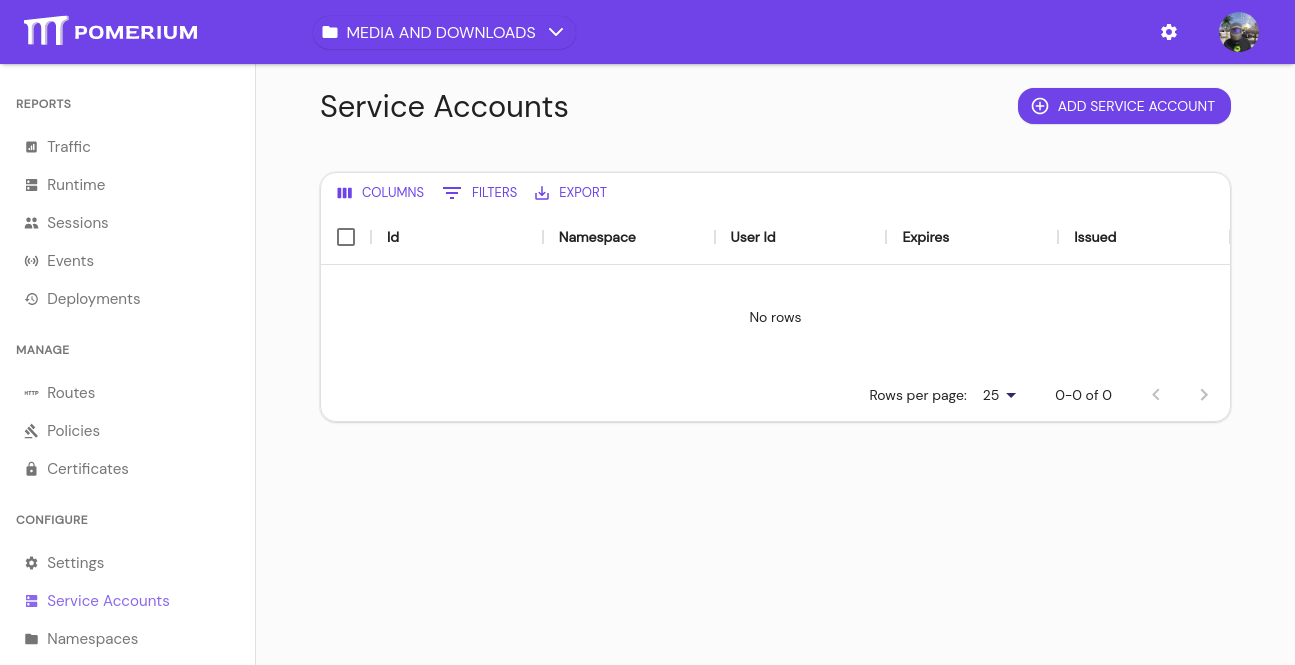 POMERIUM
MEDIA AND DOWNLOADS
REPORTS
Traffic
Runtime
Sessions
Events
Deployments
MANAGE
HTTP Routes
Policies
Certificates
CONFIGURE
Settings
Service Accounts
Namespaces
Service Accounts
ADD SERVICE ACCOUNT
COLUMNS FILTERS EXPORT
Id Namespace User Id Expires Issued
No rows
Rows per page: 25 0-0 of 0